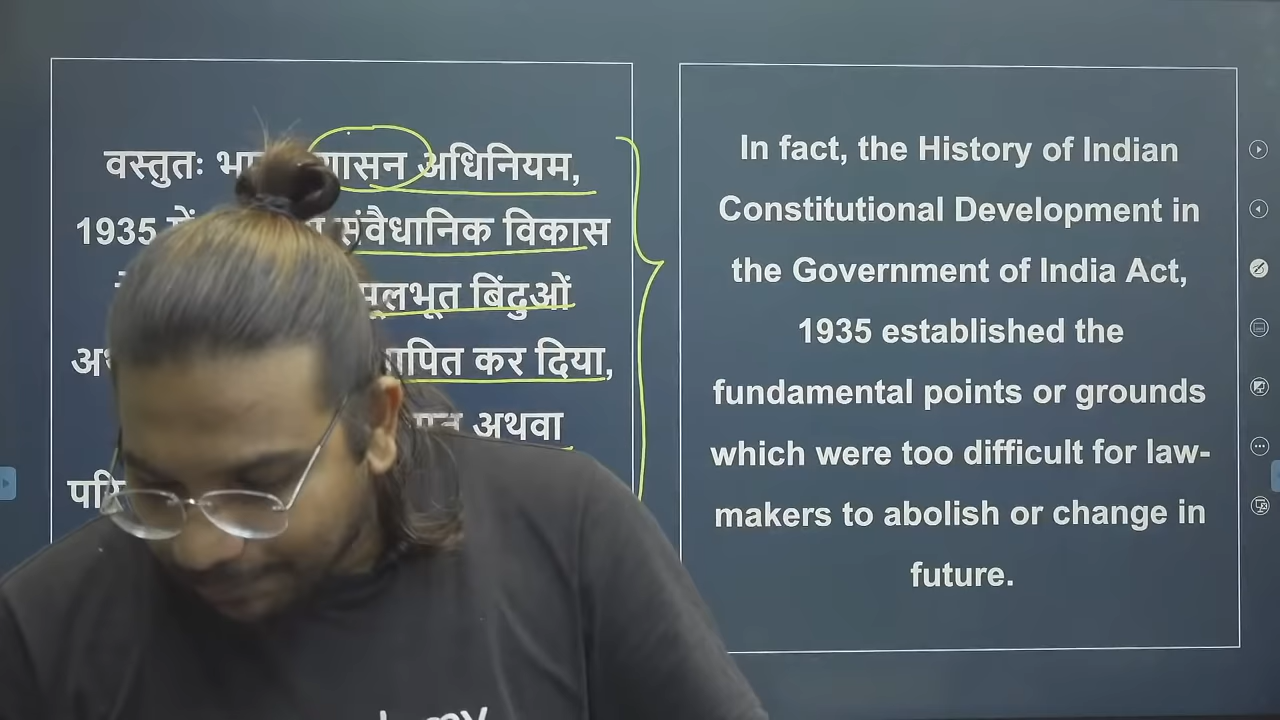 वस्तुतः अधिनियम,
1935 संवैधानिक विकास
मूलभूत बिंदुओं
कर दिया,
अथवा
In fact, the History of Indian
Constitutional Development in
the Government of India Act,
1935 established the
fundamental points or grounds
which were too difficult for law-
makers to abolish or change in
future.